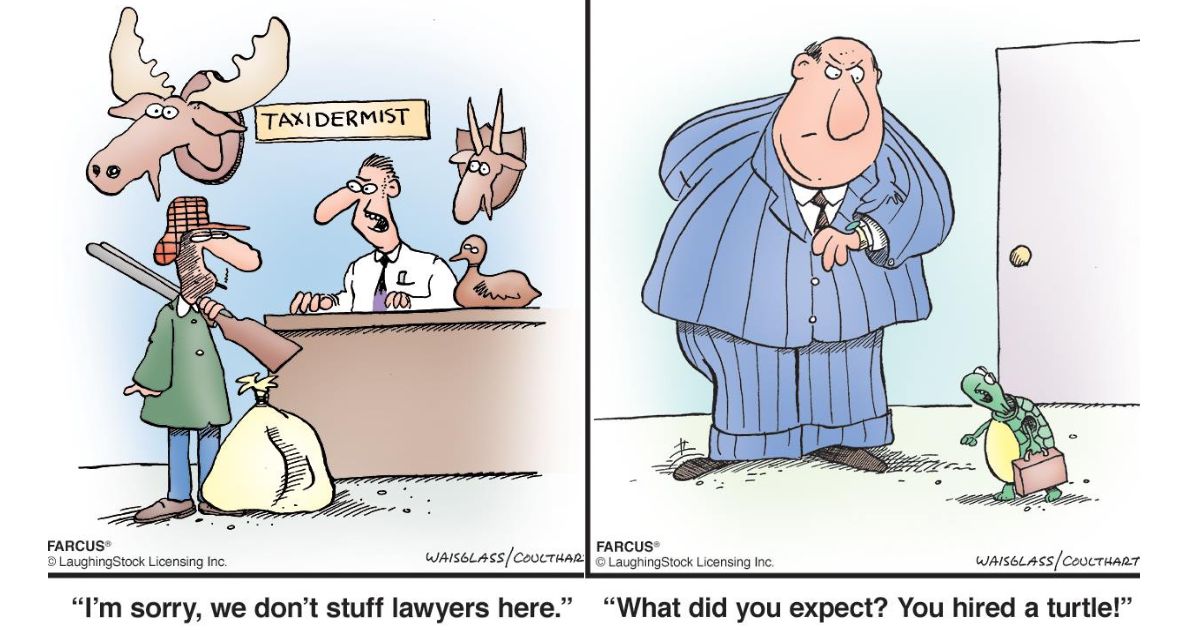 TAXIDERMIST
FARCUS®
© LaughingStock Licensing Inc.
WAISGLASS/COULTHAR
"I'm sorry, we don't stuff lawyers here."
FARCUS®
© LaughingStock Licensing Inc.
WAISGLASS/COULTHART
"What did you expect? You hired a turtle!"